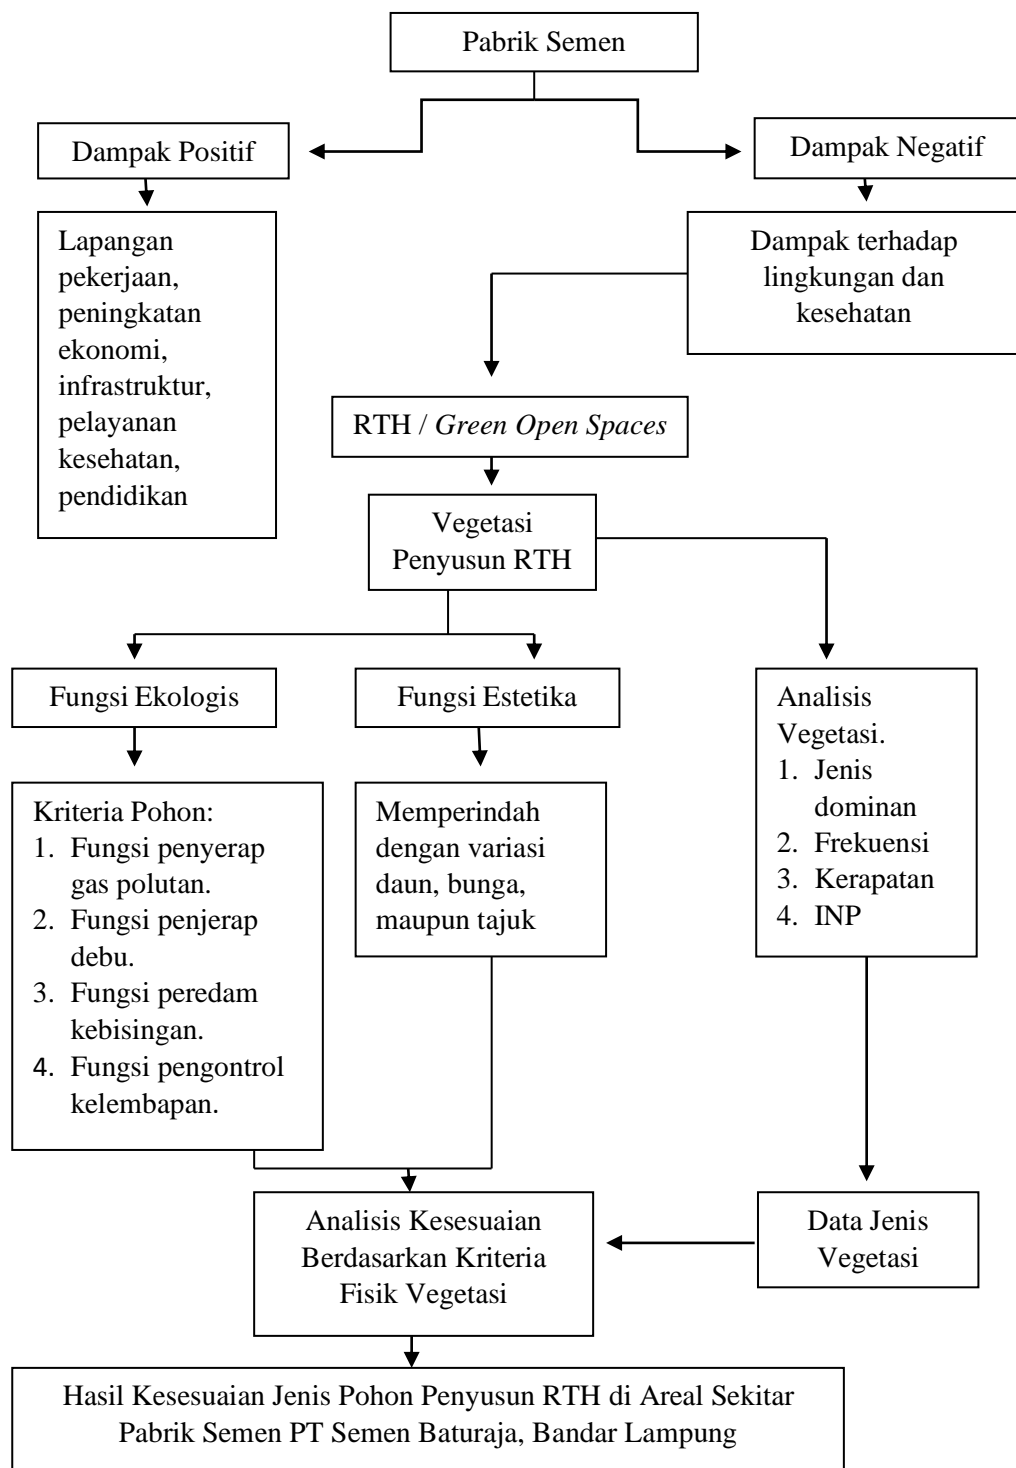 Pabrik Semen
Dampak Positif
Dampak Negatif
Lapangan
pekerjaan,
peningkatan
ekonomi,
infrastruktur,
pelayanan
kesehatan,
pendidikan
Dampak terhadap
lingkungan dan
kesehatan
RTH / Green Open Spaces
Vegetasi
Penyusun RTH
Fungsi Ekologis
Fungsi Estetika
Analisis
Vegetasi.
1. Jenis
dominan
2. Frekuensi
3. Kerapatan
4. INP
Kriteria Pohon:
1. Fungsi penyerap
gas polutan.
2. Fungsi penjerap
debu.
3. Fungsi peredam
kebisingan.
4. Fungsi pengontrol
kelembapan.
Memperindah
dengan variasi
daun, bunga,
maupun tajuk
Analisis Kesesuaian
Berdasarkan Kriteria
Fisik Vegetasi
Data Jenis
Vegetasi
Hasil Kesesuaian Jenis Pohon Penyusun RTH di Areal Sekitar
Pabrik Semen PT Semen Baturaja, Bandar Lampung